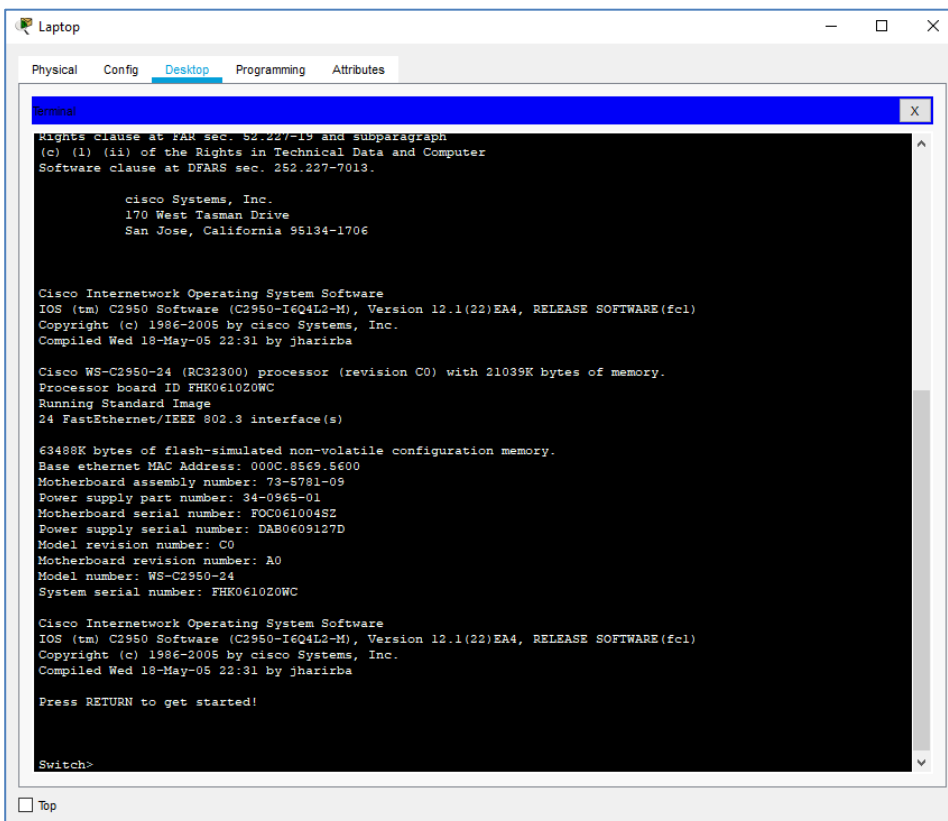 Laptop
Physical Config Desktop Programming Attributes
Terminal
X
Rights clause at FAR sec. 52.227-19 and subparagraph
(c) (1) (ii) of the Rights in Technical Data and Computer
Software clause at DFARS sec. 252.227-7013.
cisco Systems, Inc.
170 West Tasman Drive
San Jose, California 95134-1706
Cisco Internetwork Operating System Software
IOS (tm) C2950 Software (C2950-I6Q4L2-M), Version 12.1(22)EA4, RELEASE SOFTWARE(fc1)
Copyright (c) 1986-2005 by cisco Systems, Inc.
Compiled Wed 18-May-05 22:31 by jharirba
Cisco WS-C2950-24 (RC32300) processor (revision C0) with 21039K bytes of memory.
Processor board ID FHK0610Z0WC
Running Standard Image
24 FastEthernet/IEEE 802.3 interface(s)
63488K bytes of flash-simulated non-volatile configuration memory.
Base ethernet MAC Address: 000C.8569.5600
Motherboard assembly number: 73-5781-09
Power supply part number: 34-0965-01
Motherboard serial number: FOC061004SZ
Power supply serial number: DAB0609127D
Model revision number: C0
Motherboard revision number: A0
Model number: WS-C2950-24
System serial number: FHK0610Z0WC
Cisco Internetwork Operating System Software
IOS (tm) C2950 Software (C2950-I6Q4L2-M), Version 12.1(22)EA4, RELEASE SOFTWARE(fc1)
Copyright (c) 1986-2005 by cisco Systems, Inc.
Compiled Wed 18-May-05 22:31 by jharirba
Press RETURN to get started!
Switch>
Top